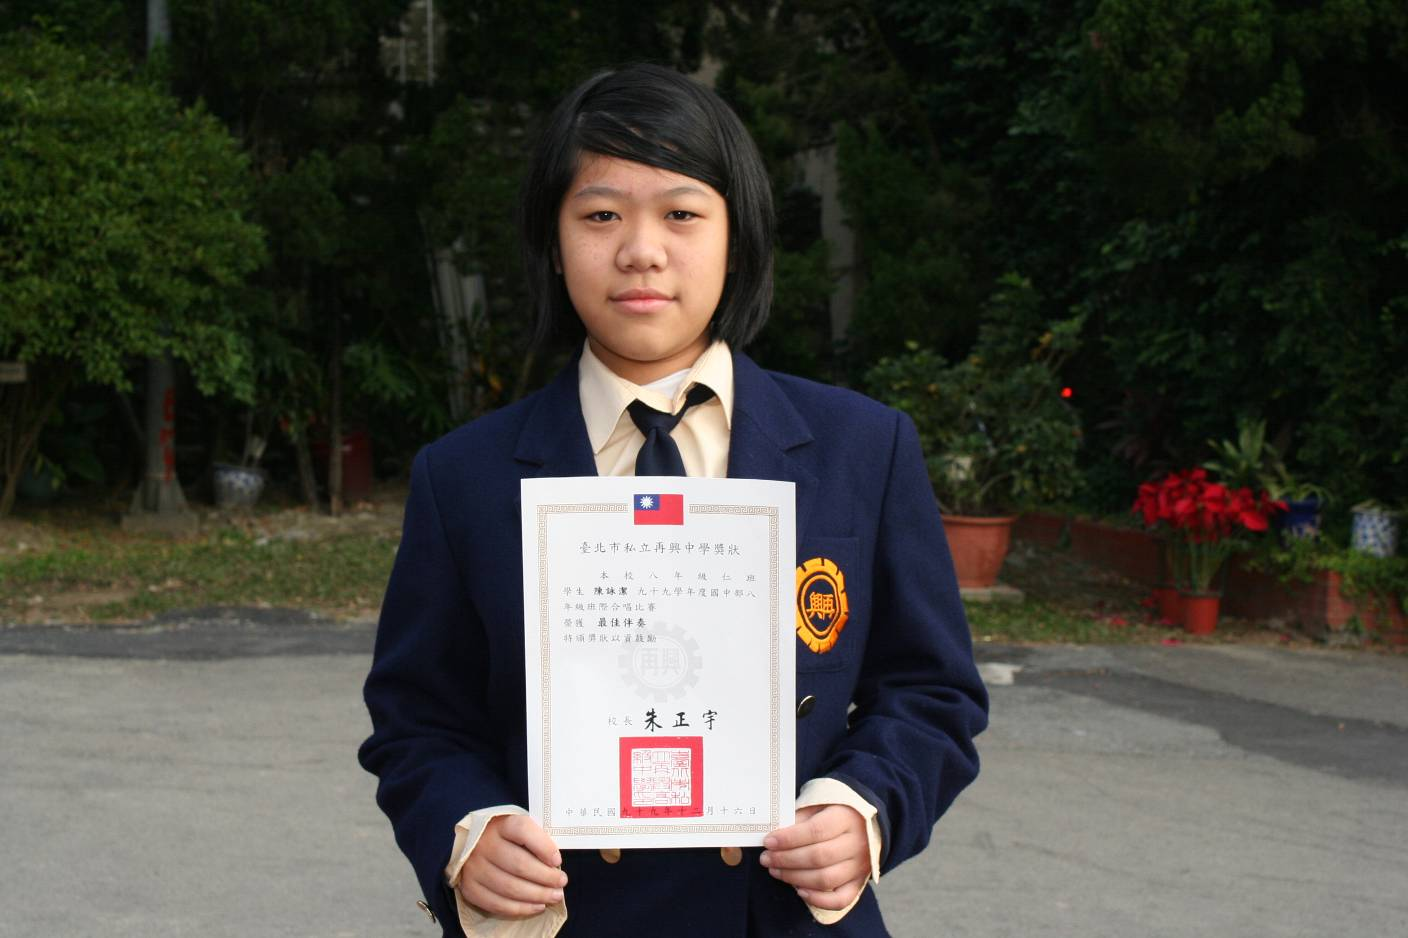 臺北市私立再興中學獎狀
本校八年級仁班
學生 陳詠潔 九十九學年度國中部八
年級班際合唱比賽
榮獲 最佳伴奏
特頒獎狀以資鼓勵
再興
校長 朱正宇
中華民國九十九年十二月十六日
再興